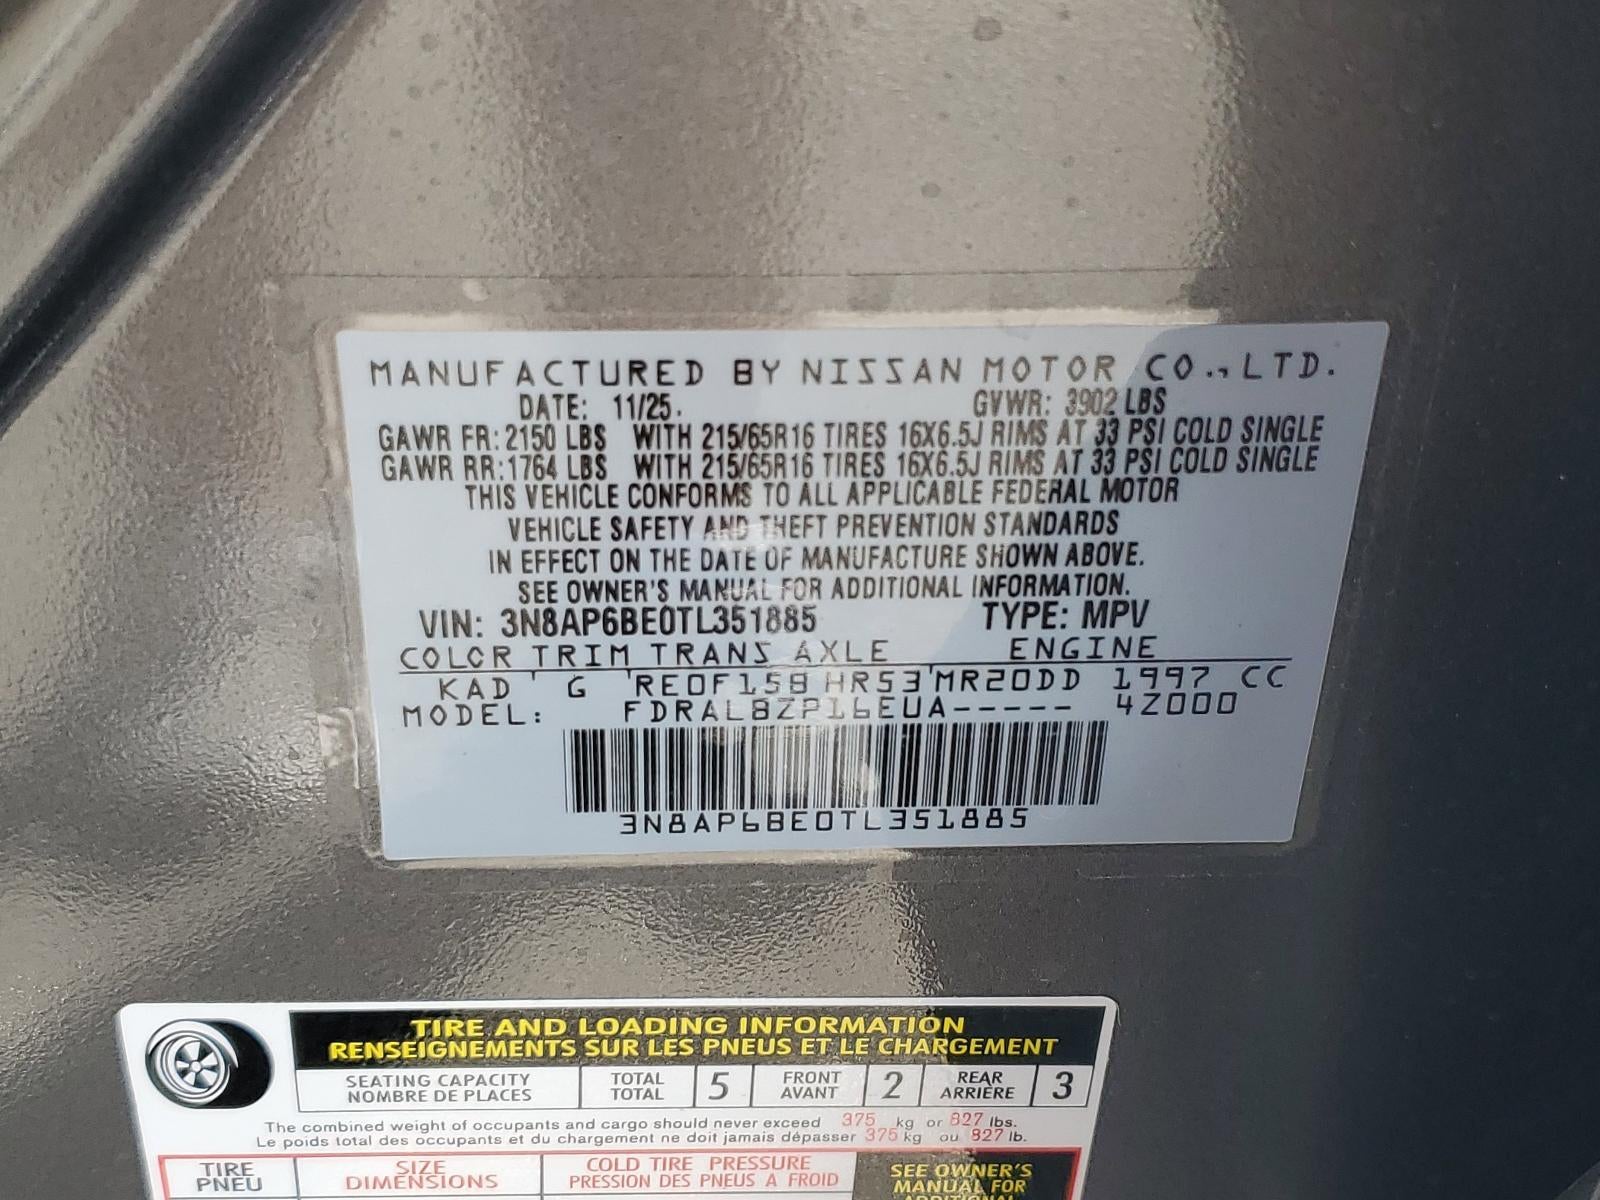 MANUFACTURED BY NISSAN MOTOR CO., LTD.
DATE: 11/25. GVWR: 3902 LBS
GAWR FR: 2150 LBS WITH 215/65R16 TIRES 16X6.5J RIMS AT 33 PSI COLD SINGLE
GAWR RR: 1764 LBS WITH 215/65R16 TIRES 16X6.5J RIMS AT 33 PSI COLD SINGLE
THIS VEHICLE CONFORMS TO ALL APPLICABLE FEDERAL MOTOR
VEHICLE SAFETY AND THEFT PREVENTION STANDARDS
IN EFFECT ON THE DATE OF MANUFACTURE SHOWN ABOVE.
SEE OWNER'S MANUAL FOR ADDITIONAL INFORMATION.
VIN: 3N8AP6BE0TL351885 TYPE: MPV
COLOR TRIM TRANS AXLE ENGINE
KAD G RE0F15B HR53 MR20DD 1997 CC
MODEL: FDRAL8ZP16EUA----- 4Z000
3N8AP6BE0TL351885
TIRE AND LOADING INFORMATION
RENSEIGNEMENTS SUR LES PNEUS ET LE CHARGEMENT
SEATING CAPACITY TOTAL 5 FRONT 2 REAR 3
NOMBRE DE PLACES TOTAL AVANT ARRIÈRE
The combined weight of occupants and cargo should never exceed 375 kg or 827 lbs.
Le poids total des occupants et du chargement ne doit jamais dépasser 375 kg ou 827 lb.
TIRE SIZE COLD TIRE PRESSURE SEE OWNER'S
PNEU DIMENSIONS PRESSION DES PNEUS A FROID MANUAL FOR
ADDITIONAL